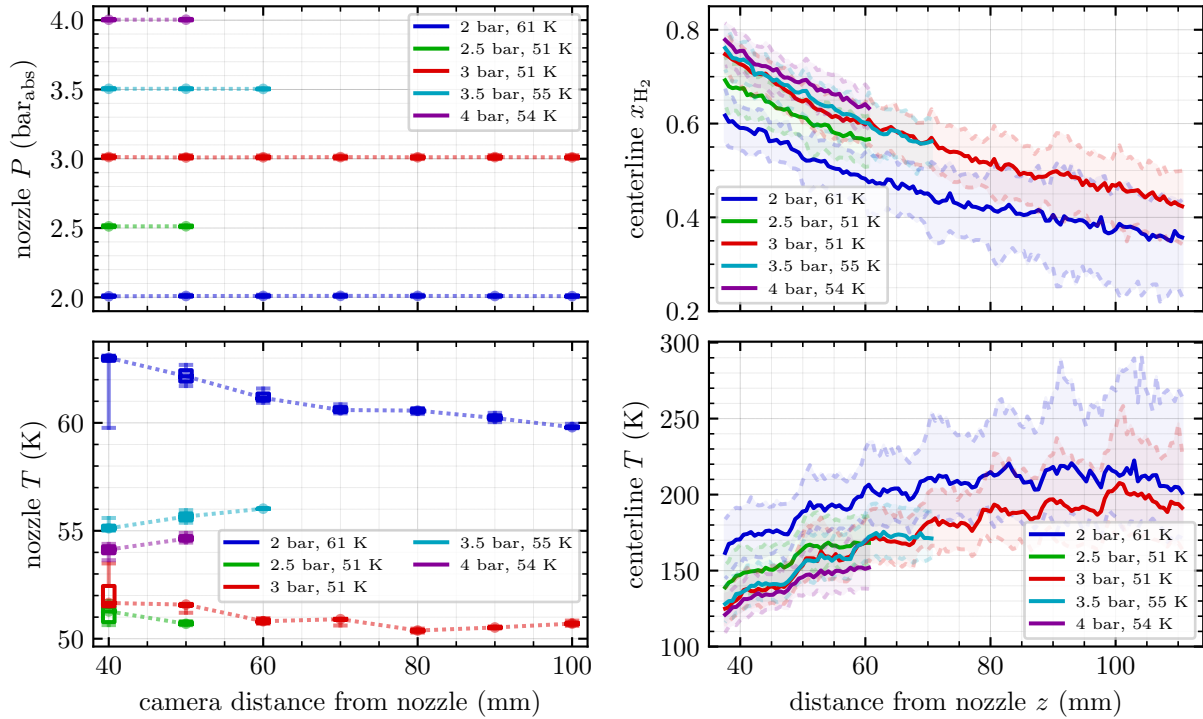 nozzle P (bar_abs)
4.0
3.5
3.0
2.5
2.0
2 bar, 61 K
2.5 bar, 51 K
3 bar, 51 K
3.5 bar, 55 K
4 bar, 54 K
centerline x_H₂
0.8
0.6
0.4
0.2
2 bar, 61 K
2.5 bar, 51 K
3 bar, 51 K
3.5 bar, 55 K
4 bar, 54 K
nozzle T (K)
60
55
50
2 bar, 61 K
2.5 bar, 51 K
3 bar, 51 K
3.5 bar, 55 K
4 bar, 54 K
40 50 60 70 80 90 100
camera distance from nozzle (mm)
centerline T (K)
300
250
200
150
100
2 bar, 61 K
2.5 bar, 51 K
3 bar, 51 K
3.5 bar, 55 K
4 bar, 54 K
40 60 80 100
distance from nozzle z (mm)